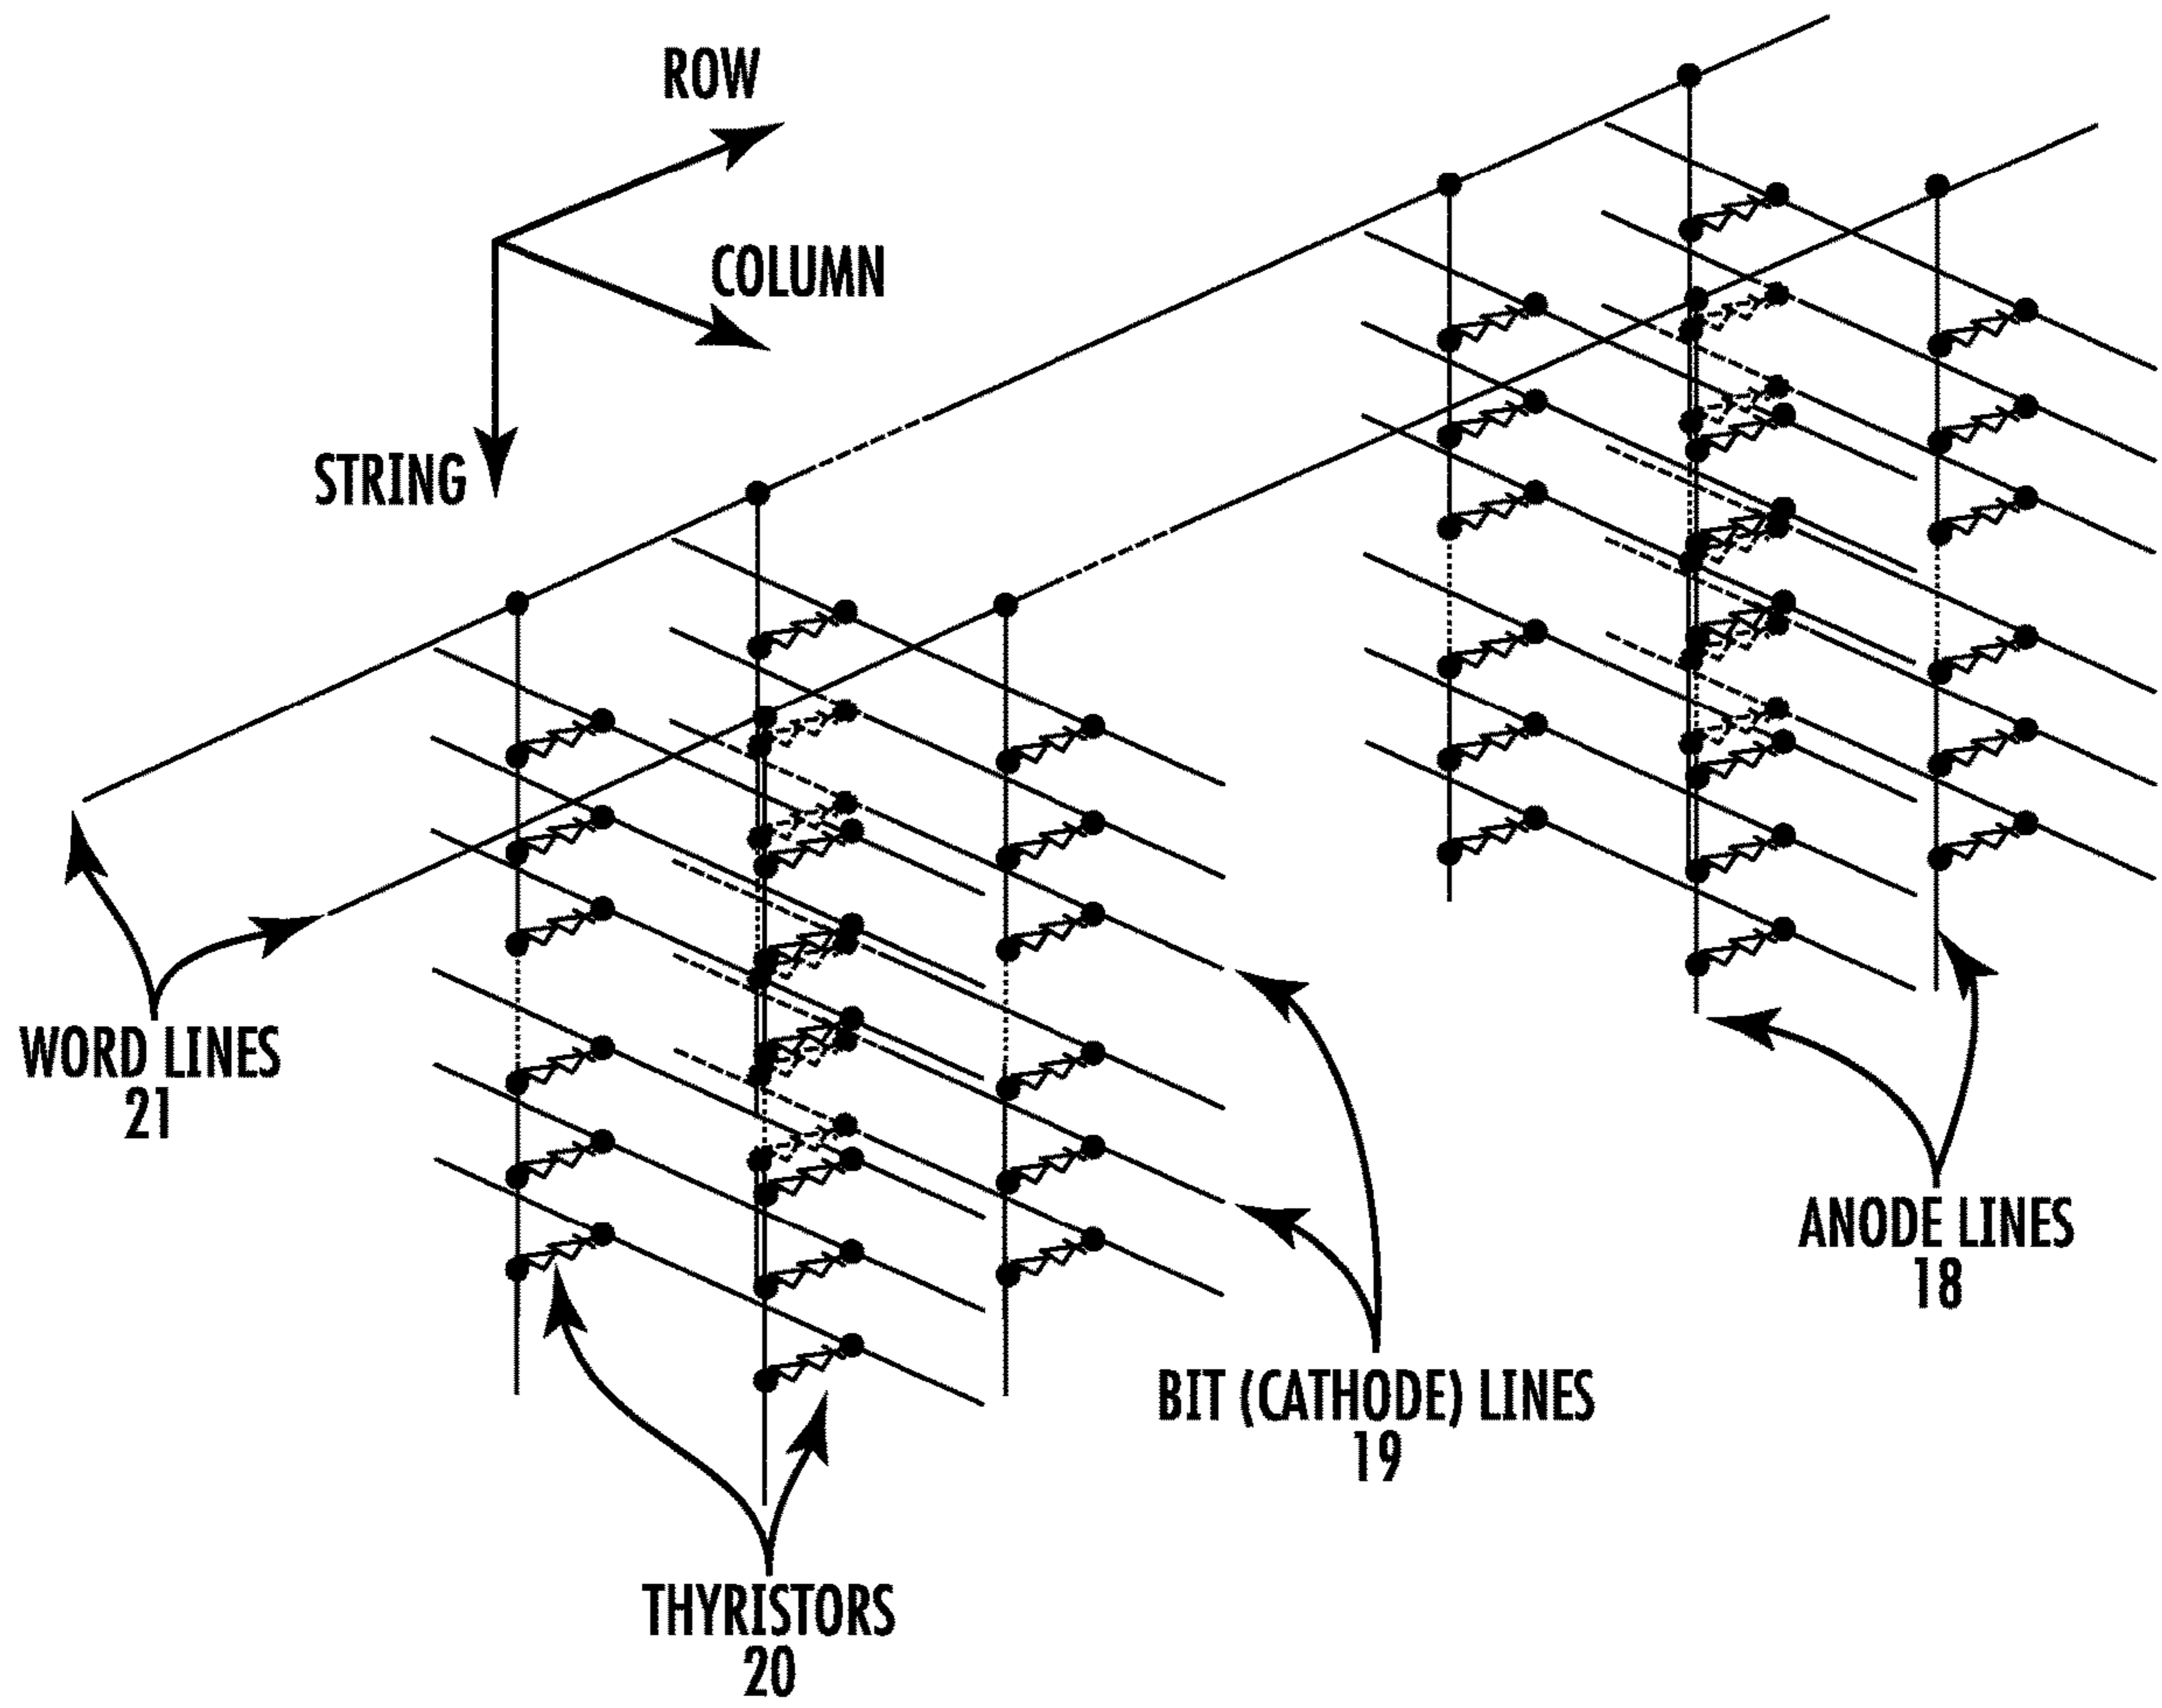 ROW
COLUMN
STRING
WORD LINES
21
ANODE LINES
18
BIT (CATHODE) LINES
19
THYRISTORS
20